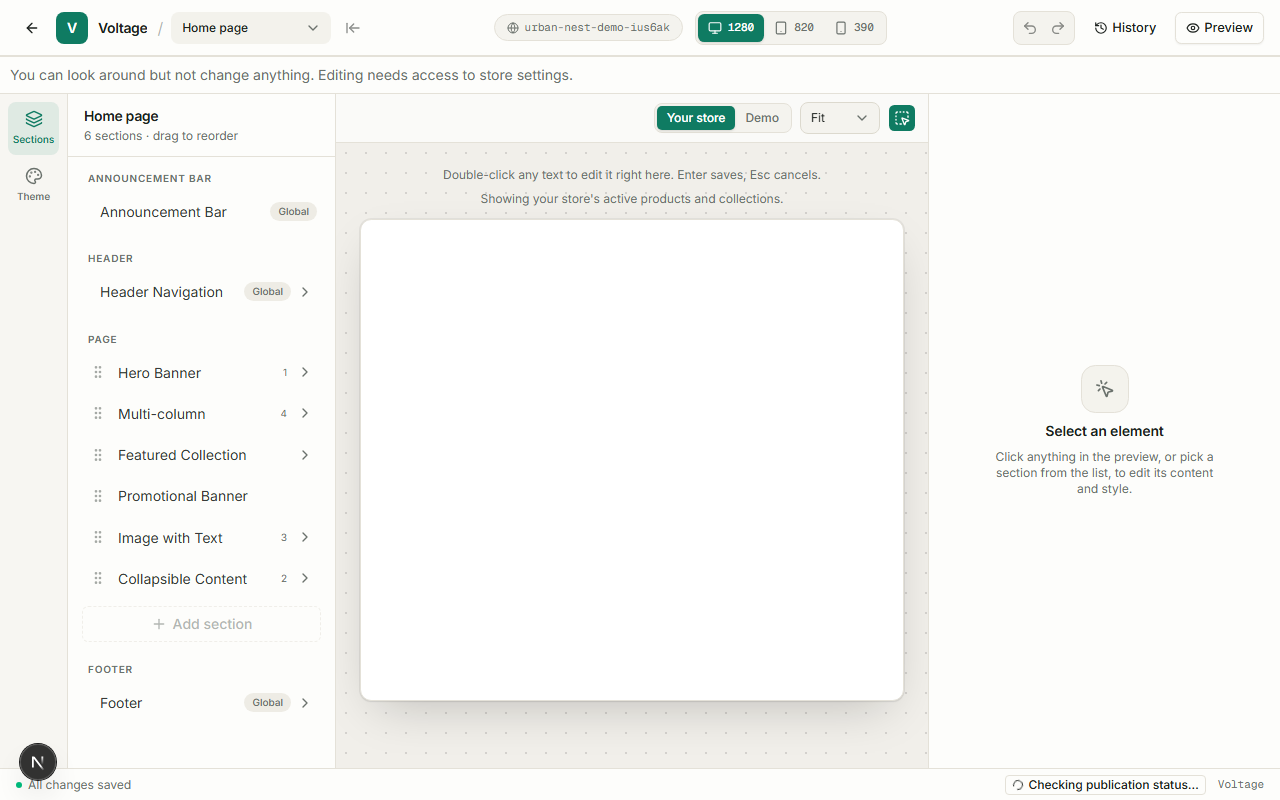 V Voltage / Home page
urban-nest-demo-ius6ak
1280 820 390
History
Preview
You can look around but not change anything. Editing needs access to store settings.
Sections
Theme
Home page
6 sections · drag to reorder
ANNOUNCEMENT BAR
Announcement Bar Global
HEADER
Header Navigation Global
PAGE
Hero Banner 1
Multi-column 4
Featured Collection
Promotional Banner
Image with Text 3
Collapsible Content 2
+ Add section
FOOTER
Footer Global
Your store Demo Fit
Double-click any text to edit it right here. Enter saves, Esc cancels.
Showing your store's active products and collections.
Select an element
Click anything in the preview, or pick a
section from the list, to edit its content
and style.
N
All changes saved
Checking publication status...
Voltage